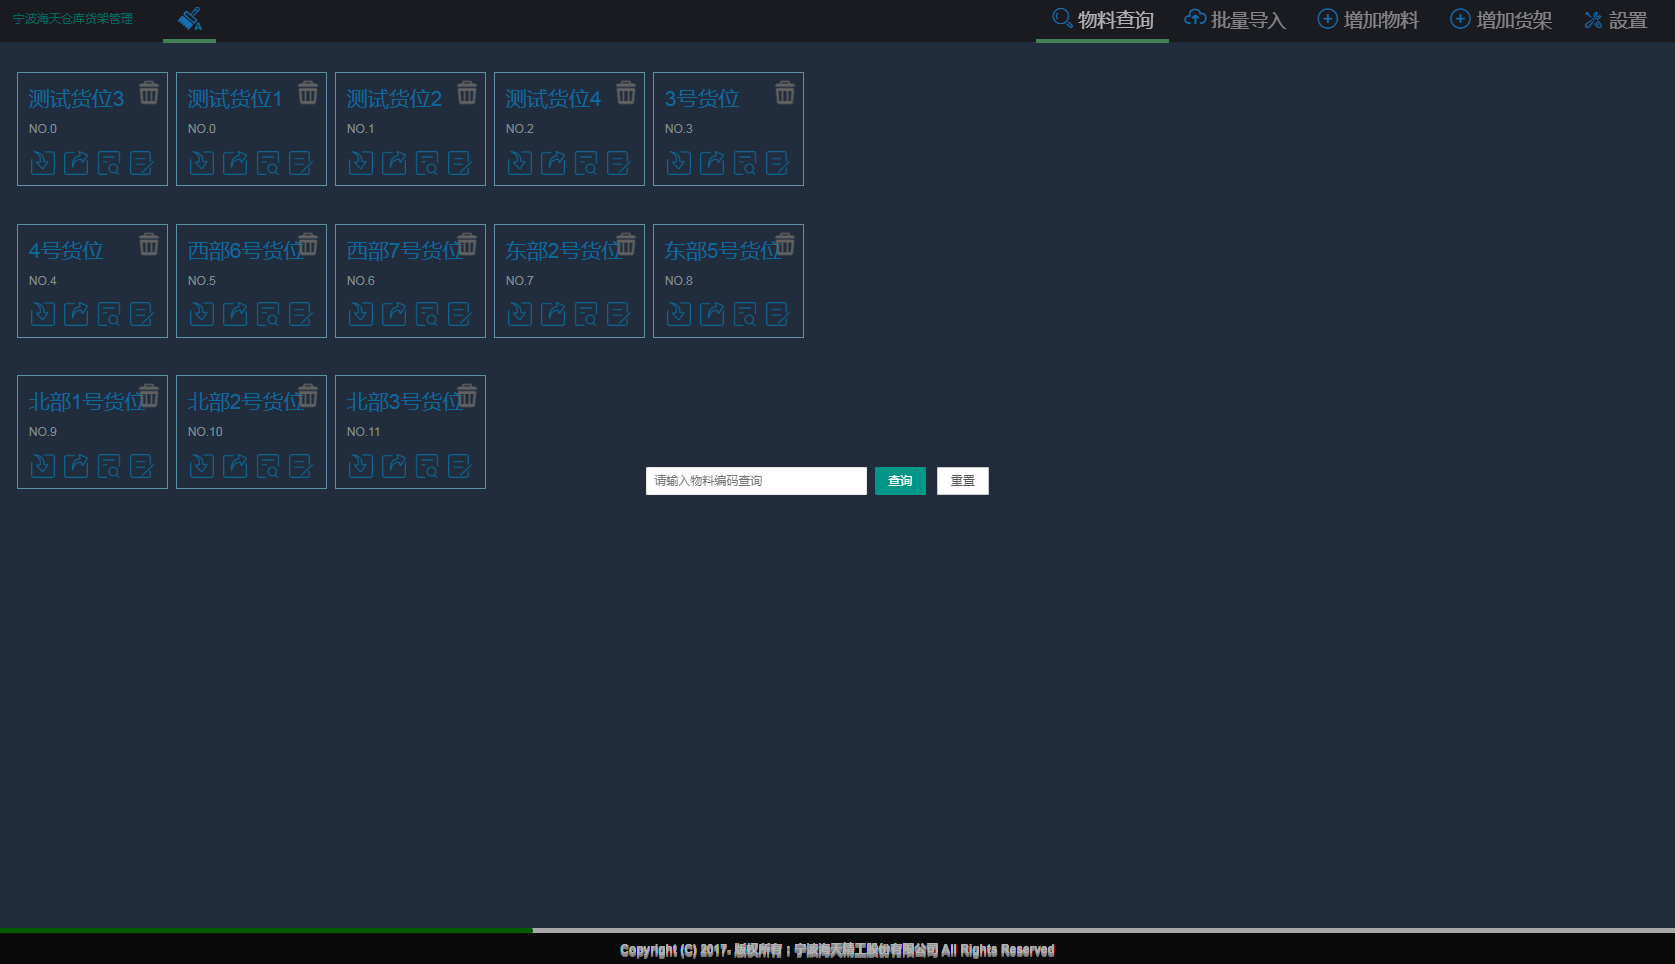 宁波海天仓库货架管理
物料查询 批量导入 增加物料 增加货架 設置
测试货位3 测试货位1 测试货位2 测试货位4 3号货位
NO.0 NO.0 NO.1 NO.2 NO.3
4号货位 西部6号货位 西部7号货位 东部2号货位 东部5号货位
NO.4 NO.5 NO.6 NO.7 NO.8
北部1号货位 北部2号货位 北部3号货位
NO.9 NO.10 NO.11
请输入物料编码查询 查询 重置
Copyright (C) 2017- 版权所有：宁波海天精工股份有限公司 All Rights Reserved